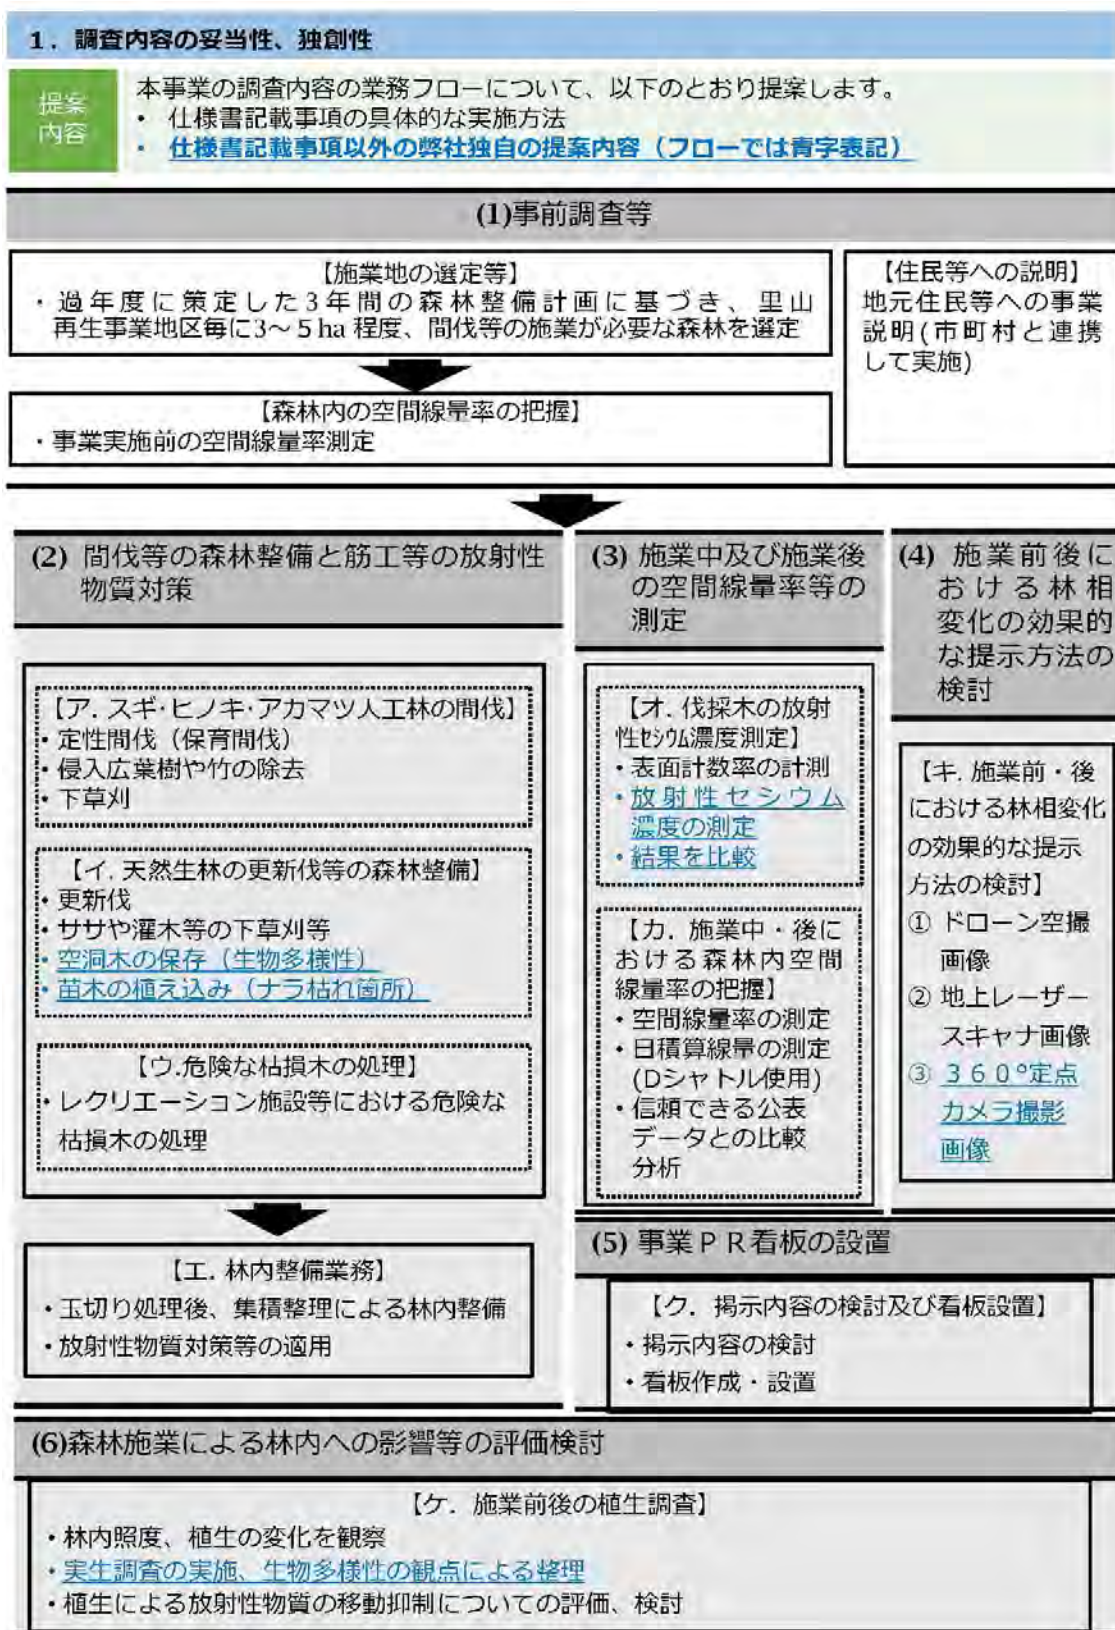 1. 調査内容の妥当性、独創性
提案
内容
本事業の調査内容の業務フローについて、以下のとおり提案します。
・ 仕様書記載事項の具体的な実施方法
・ 仕様書記載事項以外の弊社独自の提案内容（フローでは青字表記）
(1)事前調査等
【施業地の選定等】
・過年度に策定した3年間の森林整備計画に基づき、里山
再生事業地区毎に3～5 ha 程度、間伐等の施業が必要な森林を選定
【森林内の空間線量率の把握】
・事業実施前の空間線量率測定
【住民等への説明】
地元住民等への事業
説明(市町村と連携
して実施)
(2) 間伐等の森林整備と筋工等の放射性
物質対策
【ア. スギ･ヒノキ･アカマツ人工林の間伐】
・定性間伐（保育間伐）
・侵入広葉樹や竹の除去
・下草刈
【イ. 天然生林の更新伐等の森林整備】
・更新伐
・ササや灌木等の下草刈等
・空洞木の保存（生物多様性）
・苗木の植え込み（ナラ枯れ箇所）
【ウ.危険な枯損木の処理】
・レクリエーション施設等における危険な
枯損木の処理
【エ. 林内整備業務】
・玉切り処理後、集積整理による林内整備
・放射性物質対策等の適用
(3) 施業中及び施業後
の空間線量率等の
測定
【オ. 伐採木の放射
性ｾｼｳﾑ濃度測定】
・表面計数率の計測
・放射性セシウム
濃度の測定
・結果を比較
【カ. 施業中・後に
おける森林内空間
線量率の把握】
・空間線量率の測定
・日積算線量の測定
(Dシャトル使用)
・信頼できる公表
データとの比較
分析
(4) 施業前後に
おける林相
変化の効果的
な提示方法の
検討
【キ. 施業前・後
における林相変化
の効果的な提示
方法の検討】
① ドローン空撮
画像
② 地上レーザー
スキャナ画像
③ ３６０°定点
カメラ撮影
画像
(5) 事業ＰＲ看板の設置
【ク. 掲示内容の検討及び看板設置】
・掲示内容の検討
・看板作成・設置
(6)森林施業による林内への影響等の評価検討
【ケ. 施業前後の植生調査】
・林内照度、植生の変化を観察
・実生調査の実施、生物多様性の観点による整理
・植生による放射性物質の移動抑制についての評価、検討